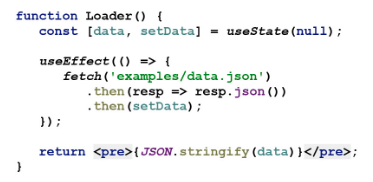 function Loader() {
const [data, setData] = useState(null);
useEffect(() => {
fetch('examples/data.json')
.then(resp => resp.json())
.then(setData);
});
return <pre>{JSON.stringify(data)}</pre>;
}